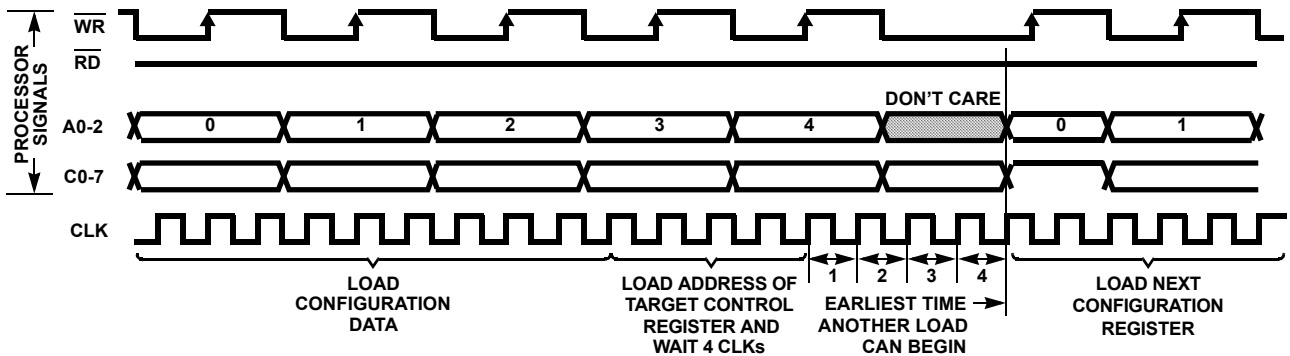 PROCESSOR
SIGNALS
WR
RD
DON'T CARE
A0-2
0 1 2 3 4 0 1
C0-7
CLK
1 2 3 4
LOAD
CONFIGURATION
DATA
LOAD ADDRESS OF
TARGET CONTROL
REGISTER AND
WAIT 4 CLKs
EARLIEST TIME
ANOTHER LOAD
CAN BEGIN
LOAD NEXT
CONFIGURATION
REGISTER